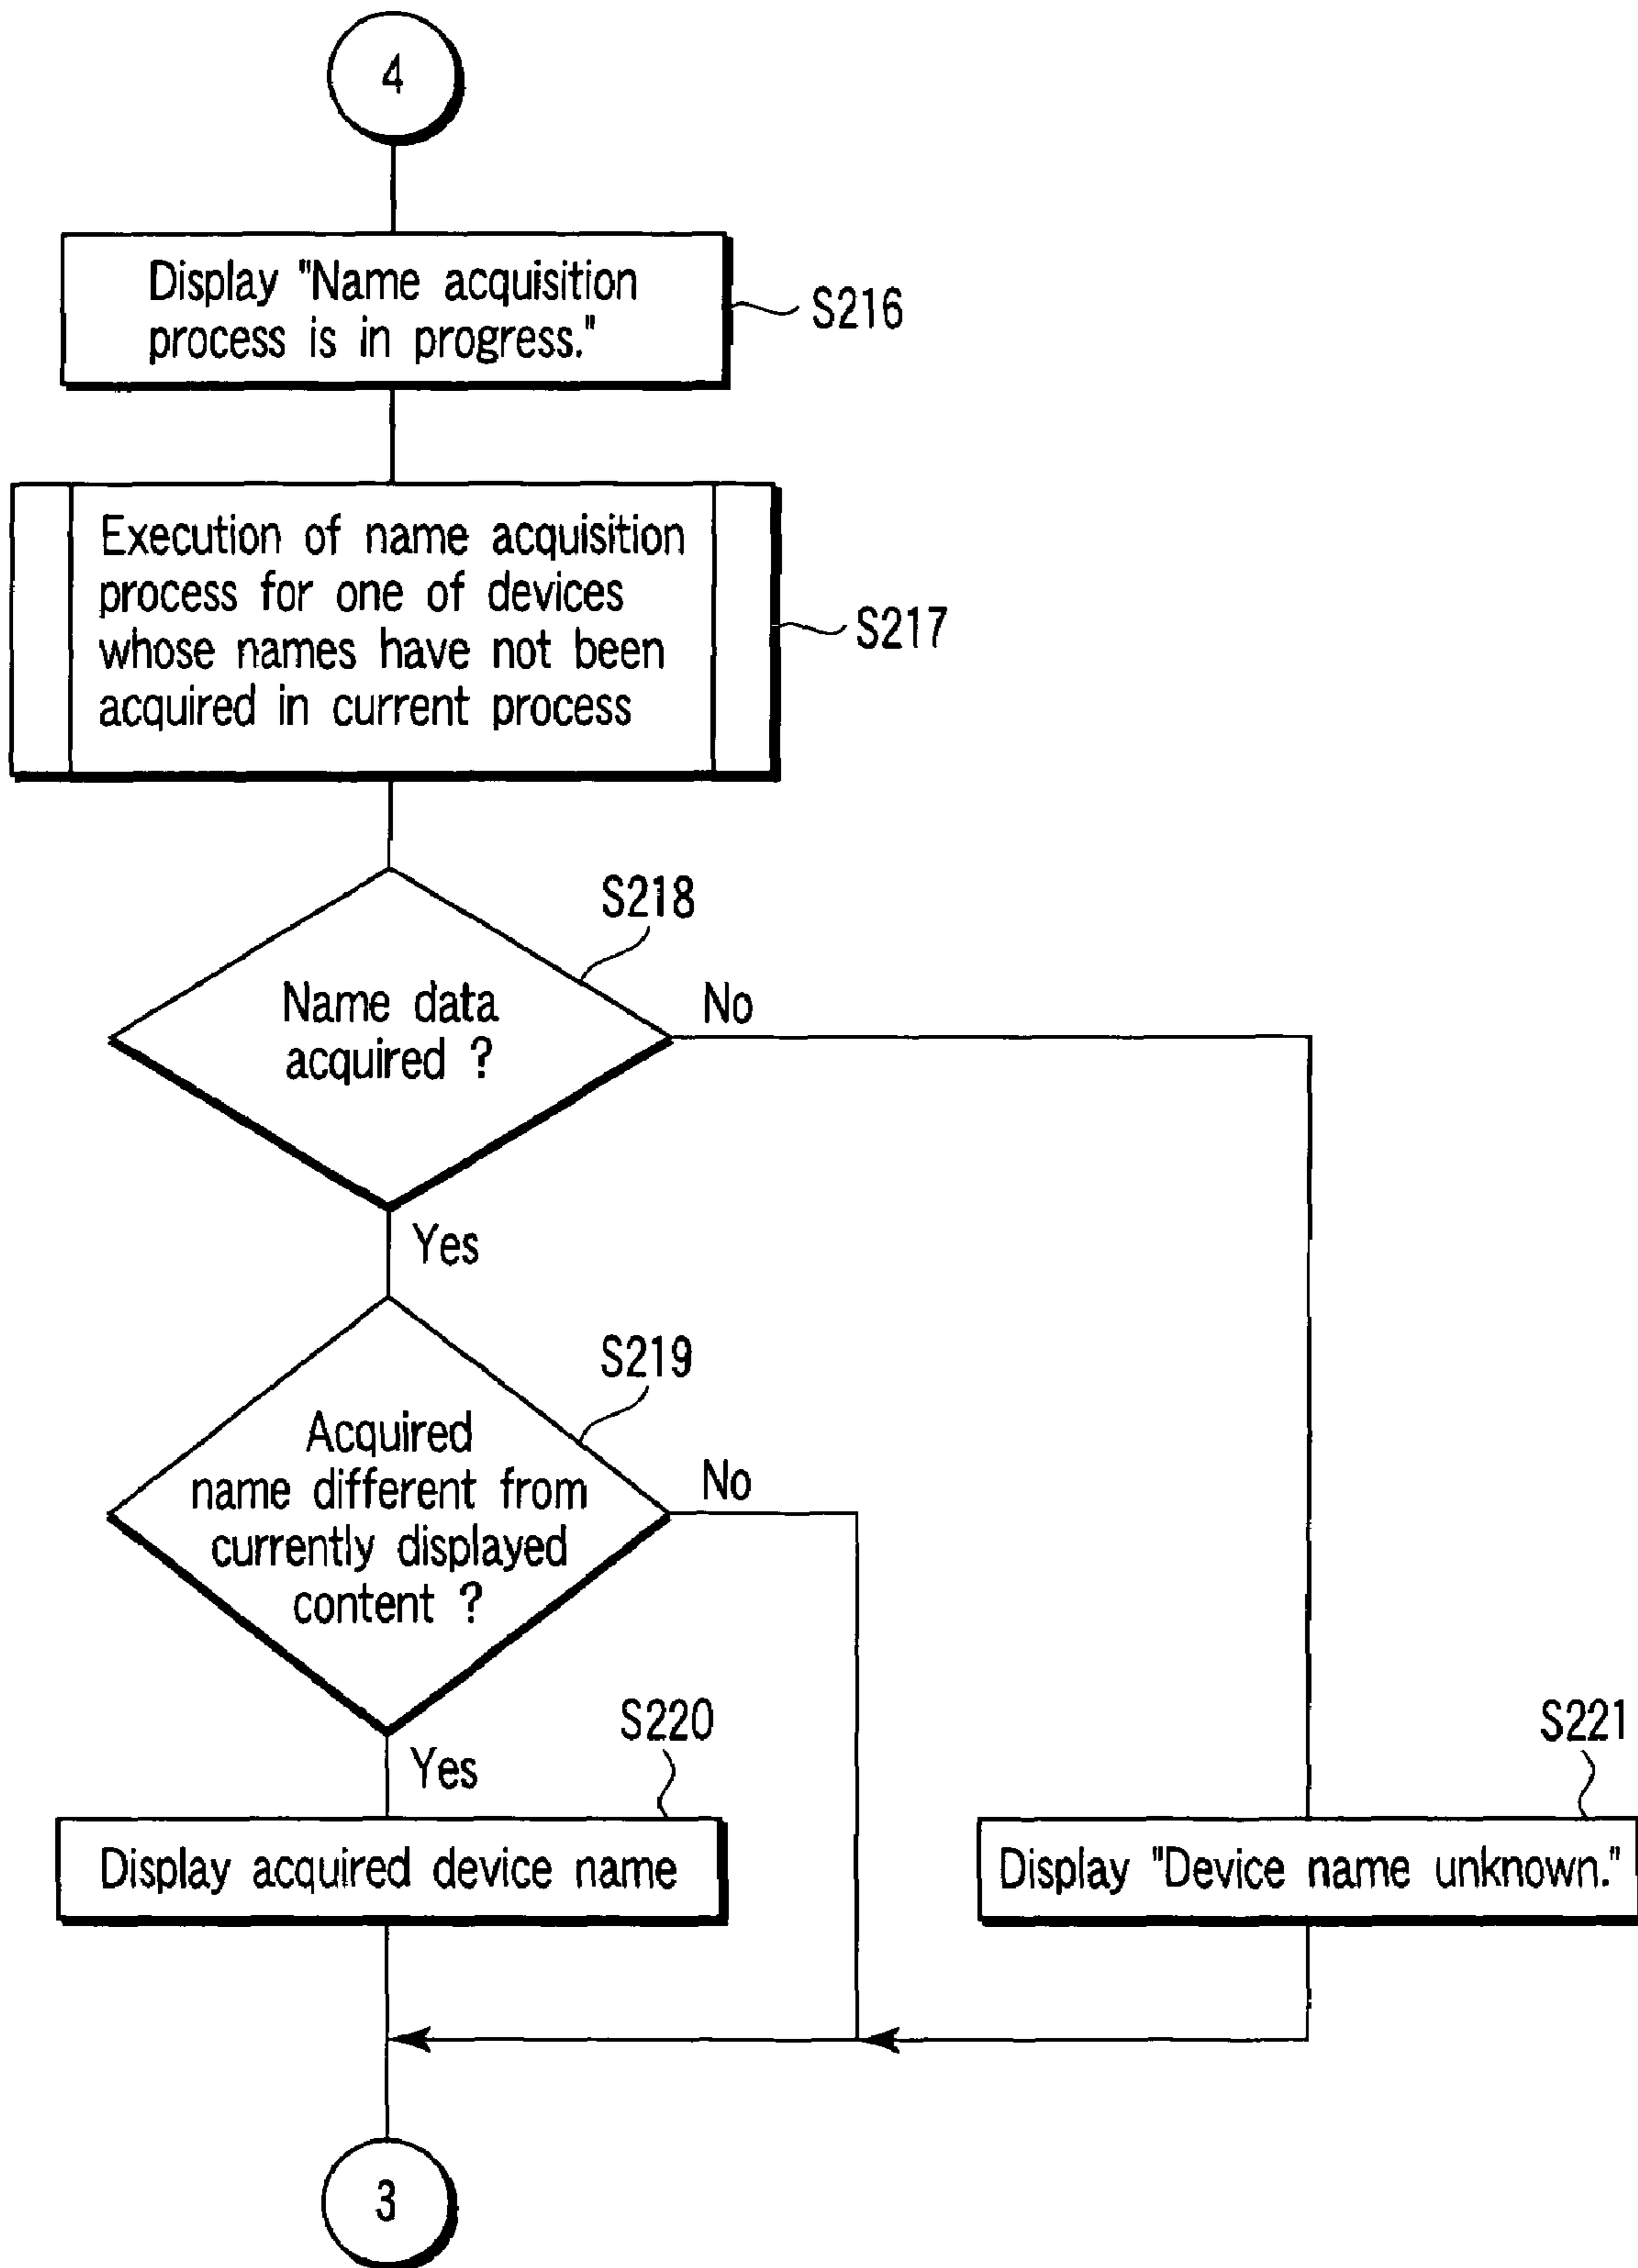 4
Display "Name acquisition
process is in progress."
S216
Execution of name acquisition
process for one of devices
whose names have not been
acquired in current process
S217
S218
Name data
acquired ?
No
Yes
S219
Acquired
name different from
currently displayed
content ?
No
Yes
S220
Display acquired device name
S221
Display "Device name unknown."
3